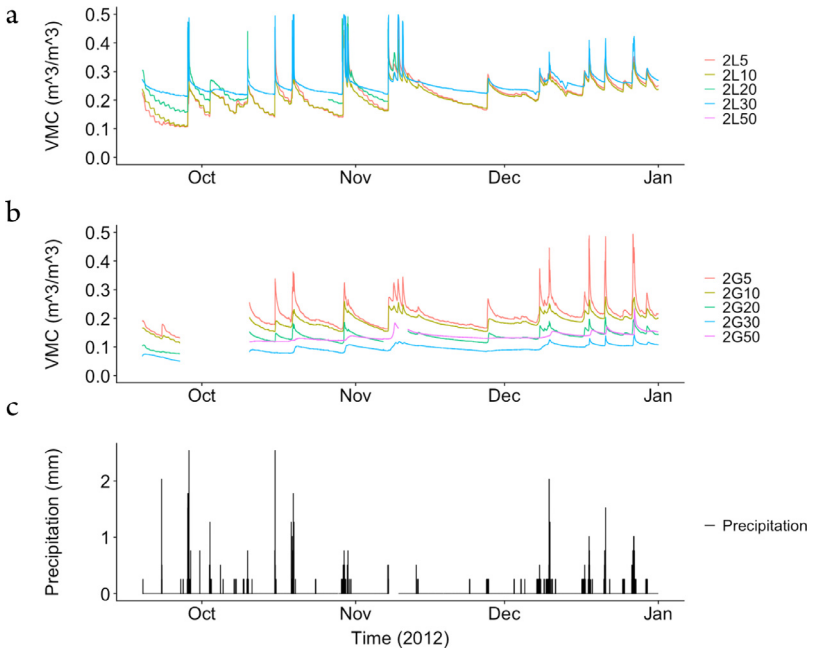 a
VMC (m^3/m^3)
0.5
0.4
0.3
0.2
0.1
0.0
Oct
Nov
Dec
Jan
2L5
2L10
2L20
2L30
2L50
b
VMC (m^3/m^3)
0.5
0.4
0.3
0.2
0.1
0.0
Oct
Nov
Dec
Jan
2G5
2G10
2G20
2G30
2G50
c
Precipitation (mm)
2
1
0
Oct
Nov
Dec
Jan
Time (2012)
Precipitation